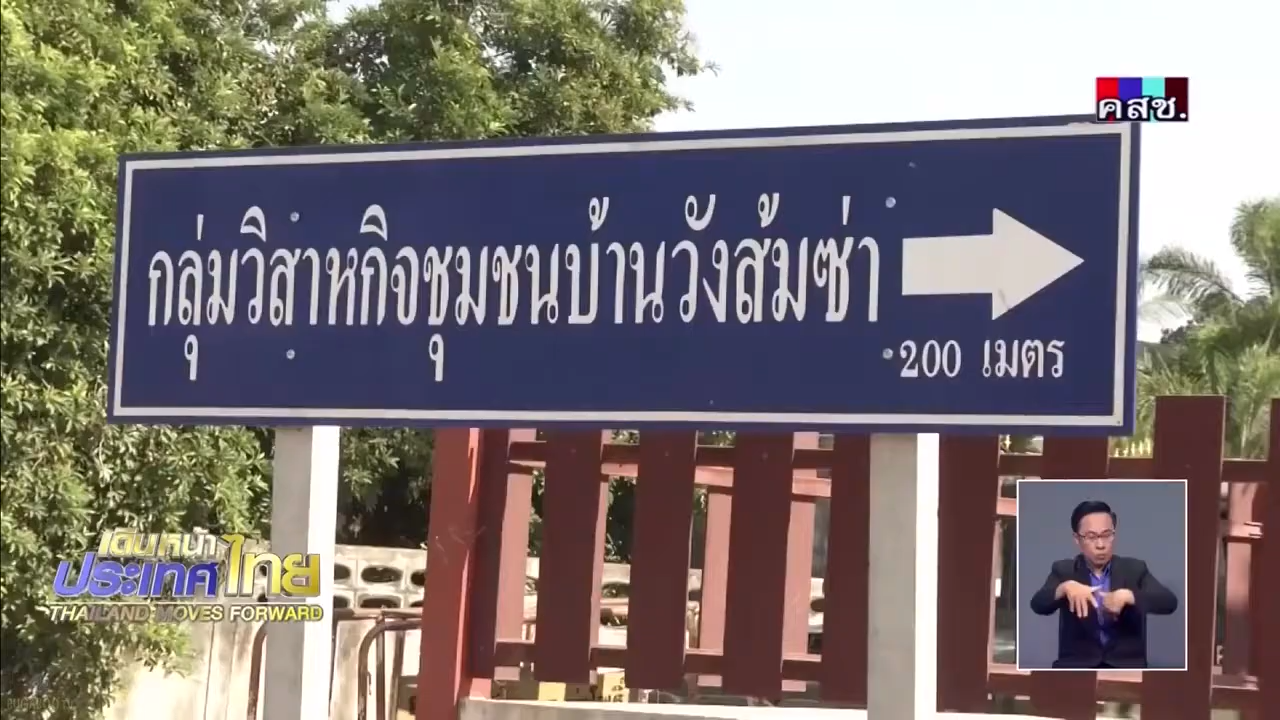 คสช.
กลุ่มวิสาหกิจชุมชนบ้านวังส้มซ่า
200 เมตร
เดินหน้า
ประเทศไทย
THAILAND MOVES FORWARD